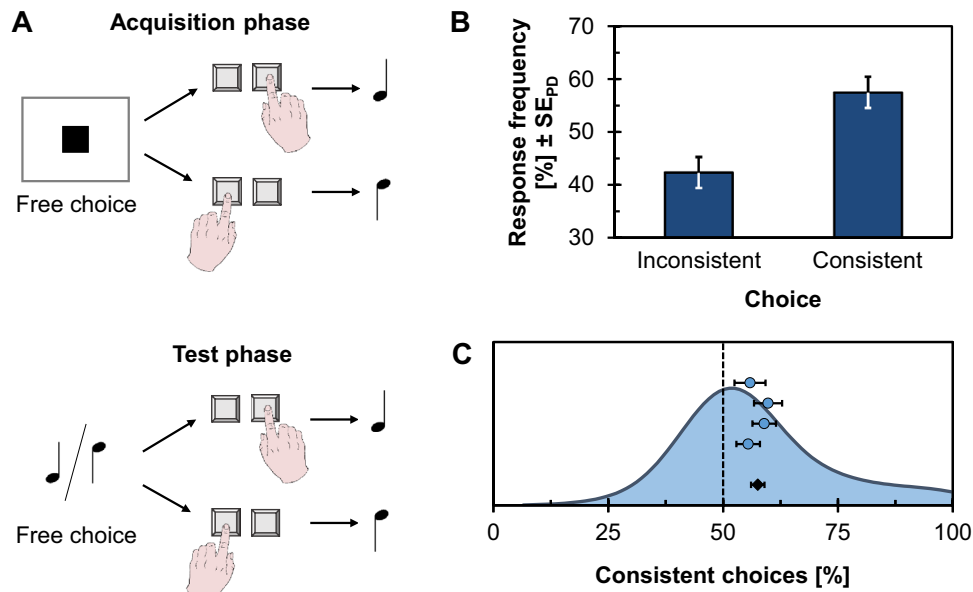 A
Acquisition phase
Free choice
Test phase
Free choice
B
Response frequency
[%] ± SEPD
70
60
50
40
30
Inconsistent
Consistent
Choice
C
0
25
50
75
100
Consistent choices [%]